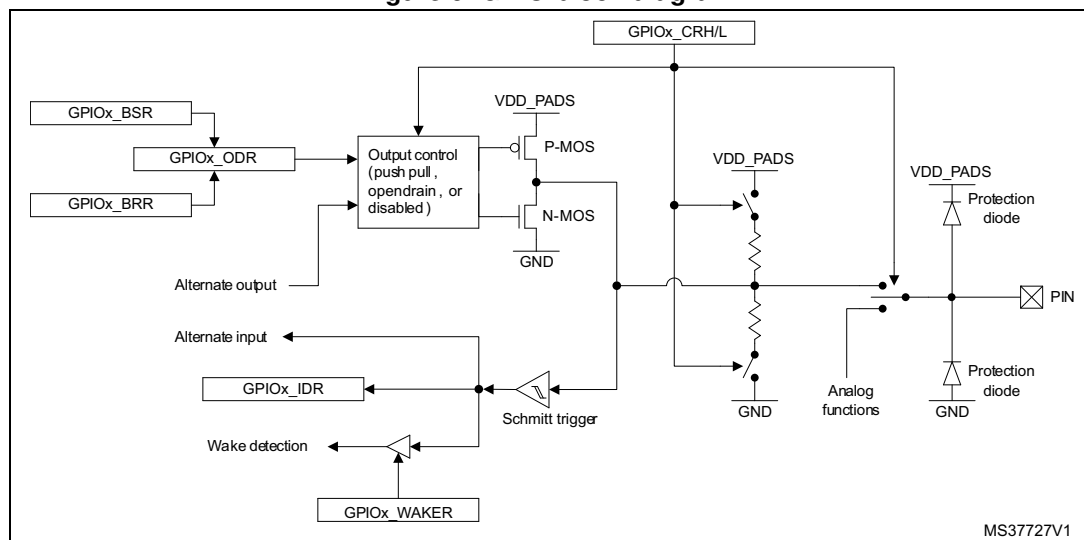 GPIOx_CRH/L
VDD_PADS
GPIOx_BSR
GPIOx_ODR
GPIOx_BRR
Output control
(push pull,
opendrain, or
disabled)
P-MOS
N-MOS
GND
VDD_PADS
VDD_PADS
Protection
diode
Alternate output
PIN
Alternate input
GPIOx_IDR
Schmitt trigger
GND
Analog
functions
GND
Protection
diode
Wake detection
GPIOx_WAKER
MS37727V1